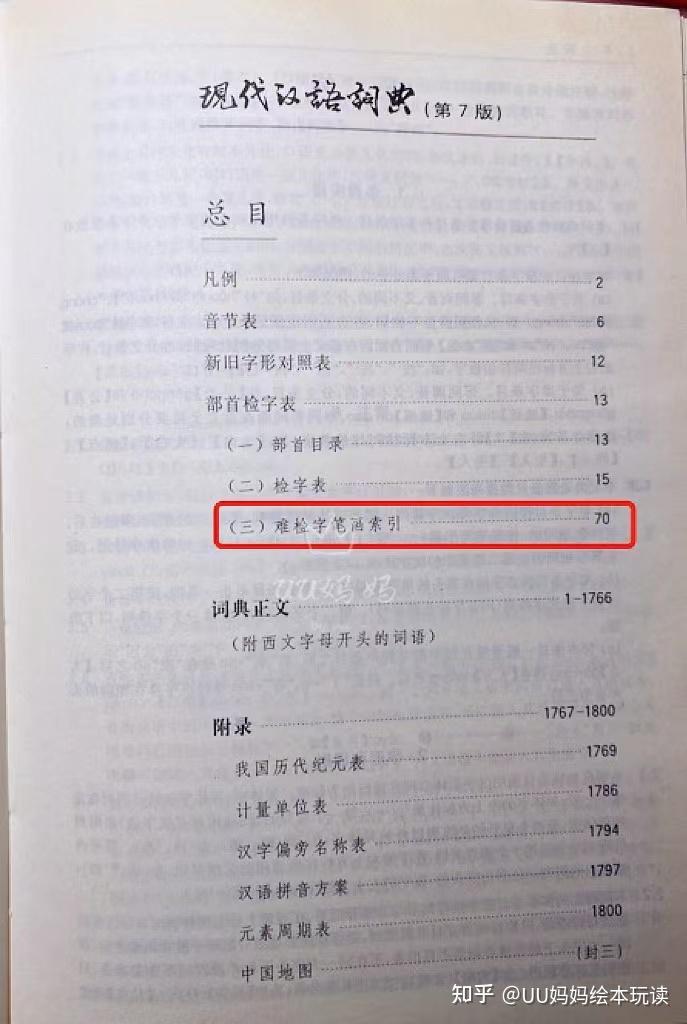 现代汉语词典(第7版)
总目
凡例 2
音节表 6
新旧字形对照表 12
部首检字表 13
(一)部首目录 13
(二)检字表 15
(三)难检字笔画索引 70
UU妈妈
词典正文 1-1766
(附西文字母开头的词语)
附录 1767-1800
我国历代纪元表 1769
计量单位表 1786
汉字偏旁名称表 1794
汉语拼音方案 1797
元素周期表 1800
中国地图 (封三)
知乎 @UU妈妈绘本玩读